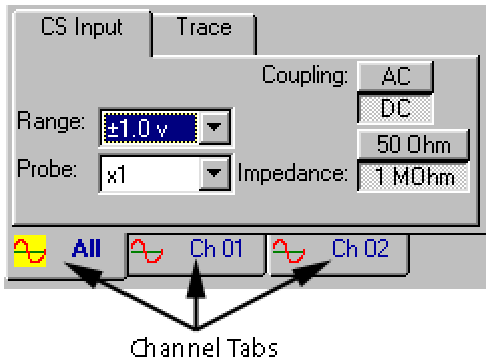 CS Input Trace
Coupling: AC
DC
Range: ±1.0 v
50 Ohm
Probe: x1 Impedance: 1 MOhm
All Ch 01 Ch 02
Channel Tabs